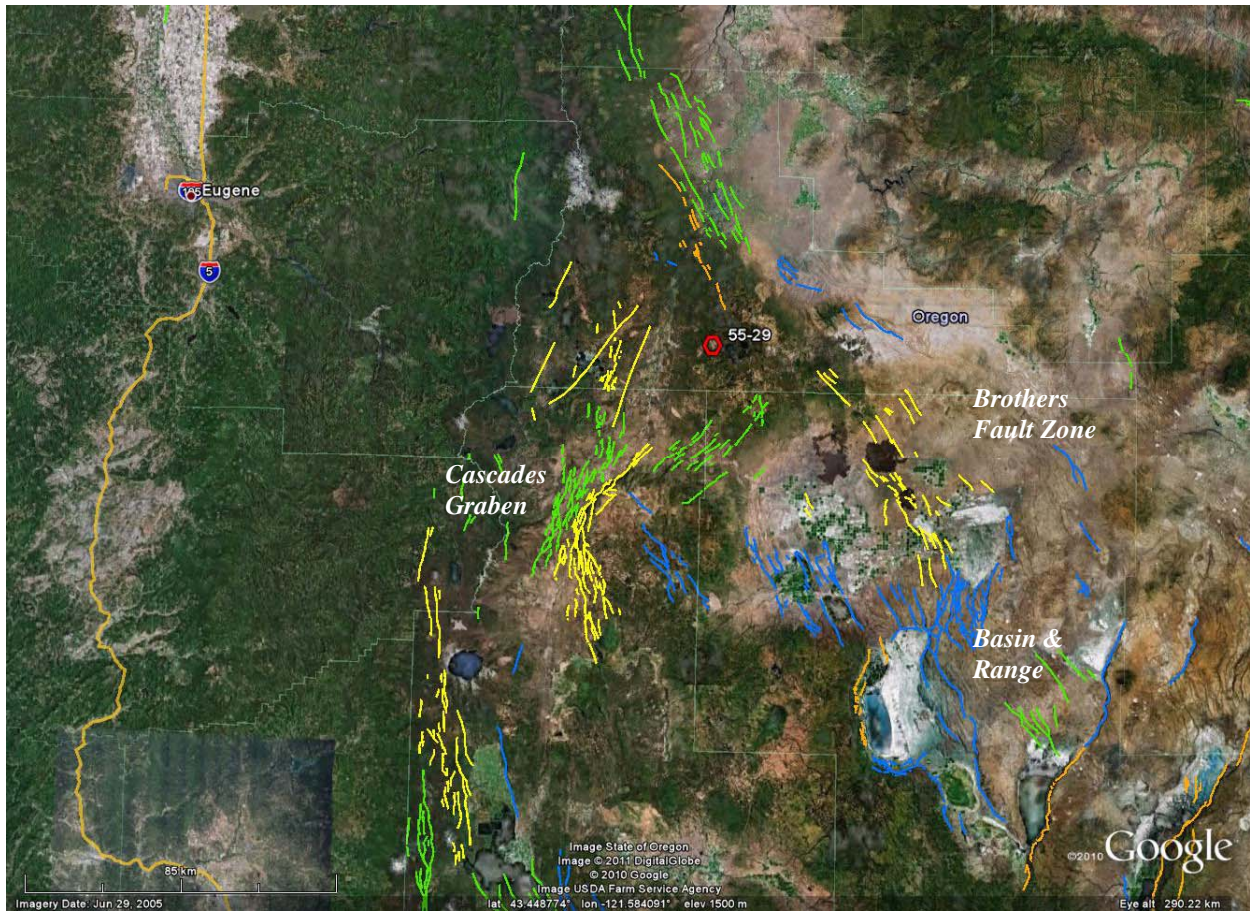 105
Eugene
5
55-29
Oregon
Brothers
Fault Zone
Cascades
Graben
Basin &
Range
Image State of Oregon
Image © 2011 DigitalGlobe
© 2010 Google
Image USDA Farm Service Agency
©2010 Google
85 km
Imagery Date: Jun 29, 2005
lat 43.448774° lon -121.584091° elev 1500 m
Eye alt 290.22 km